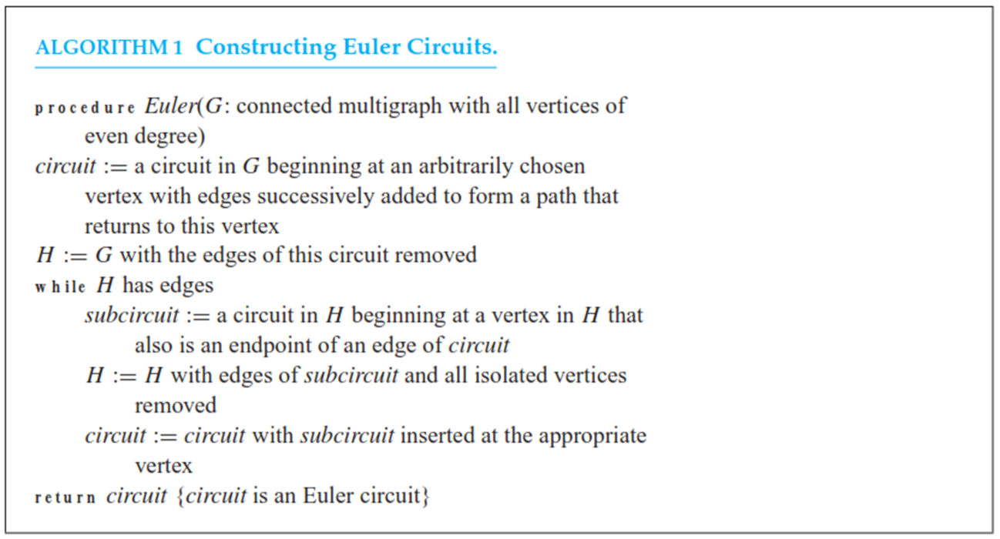 ALGORITHM 1 Constructing Euler Circuits.
procedure Euler(G: connected multigraph with all vertices of
even degree)
circuit := a circuit in G beginning at an arbitrarily chosen
vertex with edges successively added to form a path that
returns to this vertex
H := G with the edges of this circuit removed
while H has edges
subcircuit := a circuit in H beginning at a vertex in H that
also is an endpoint of an edge of circuit
H := H with edges of subcircuit and all isolated vertices
removed
circuit := circuit with subcircuit inserted at the appropriate
vertex
return circuit {circuit is an Euler circuit}